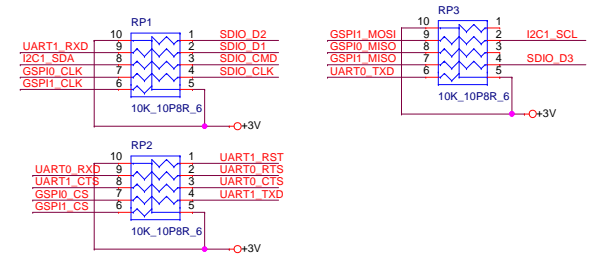 RP1
10 1 SDIO_D2
UART1_RXD 9 2 SDIO_D1
I2C1_SDA 8 3 SDIO_CMD
GSPI0_CLK 7 4 SDIO_CLK
GSPI1_CLK 6 5
10K_10P8R_6
+3V
RP3
10 1
GSPI1_MOSI 9 2 I2C1_SCL
GSPI0_MISO 8 3
GSPI1_MISO 7 4 SDIO_D3
UART0_TXD 6 5
10K_10P8R_6
+3V
RP2
10 1 UART1_RST
UART0_RXD 9 2 UART0_RTS
UART1_CTS 8 3 UART0_CTS
GSPI0_CS 7 4 UART1_TXD
GSPI1_CS 6 5
10K_10P8R_6
+3V